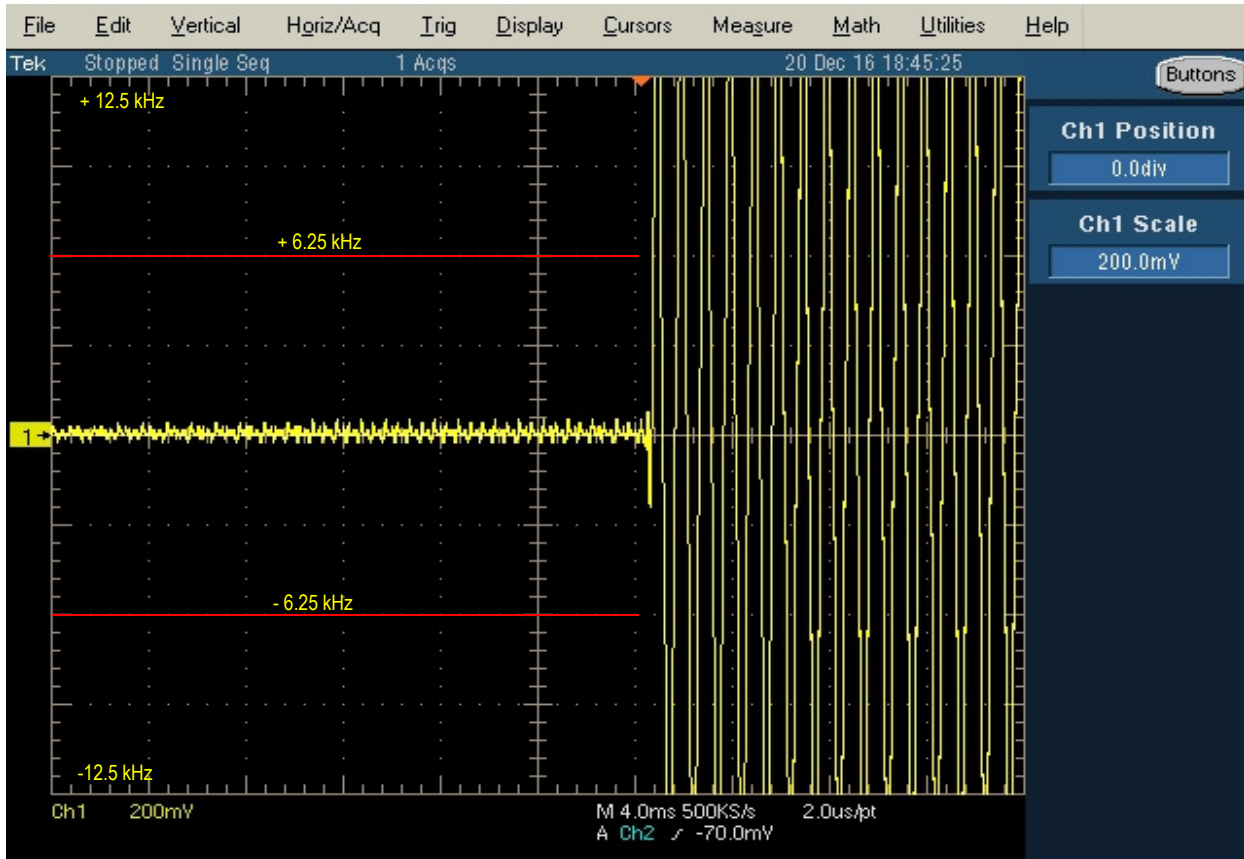 File Edit Vertical Horiz/Acq Trig Display Cursors Measure Math Utilities Help
Tek Stopped Single Seq 1 Acqs 20 Dec 16 18:45:25
Buttons
+ 12.5 kHz
Ch1 Position
0.0div
Ch1 Scale
+ 6.25 kHz
200.0mV
1
- 6.25 kHz
-12.5 kHz
Ch1 200mV M 4.0ms 500KS/s 2.0us/pt
A Ch2 -70.0mV